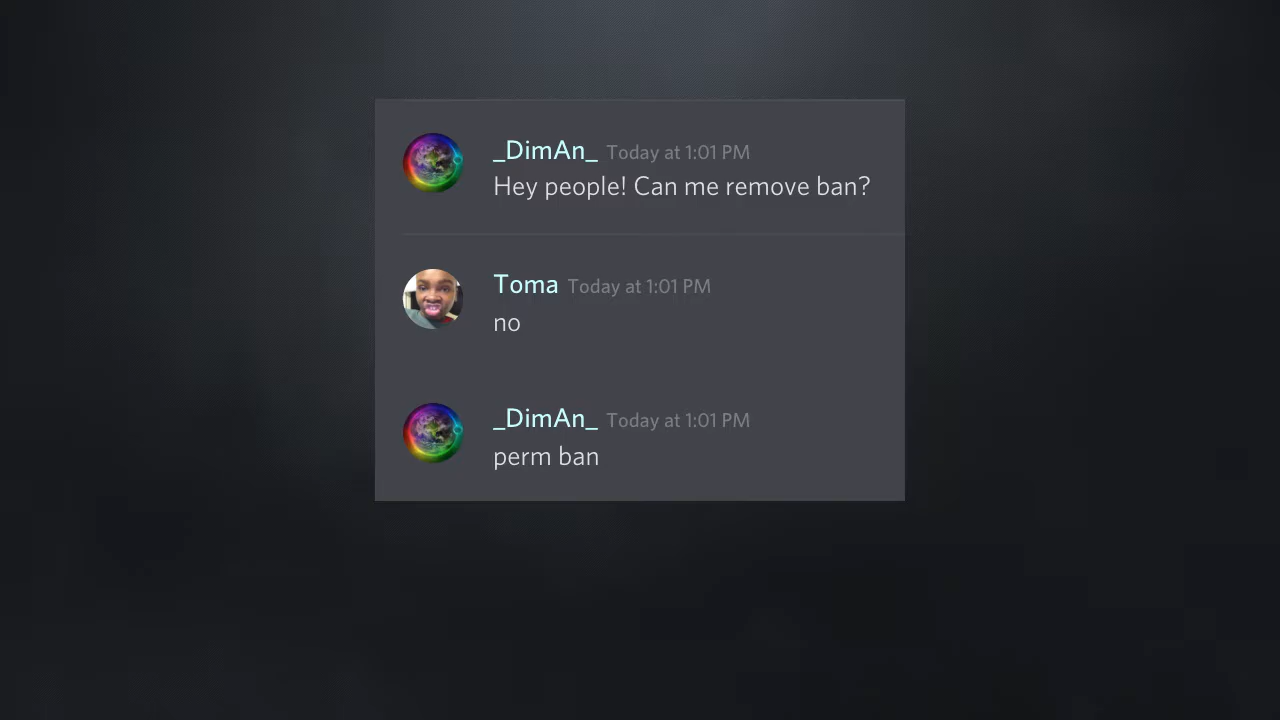 _DimAn_ Today at 1:01 PM
Hey people! Can me remove ban?
Toma Today at 1:01 PM
no
_DimAn_ Today at 1:01 PM
perm ban